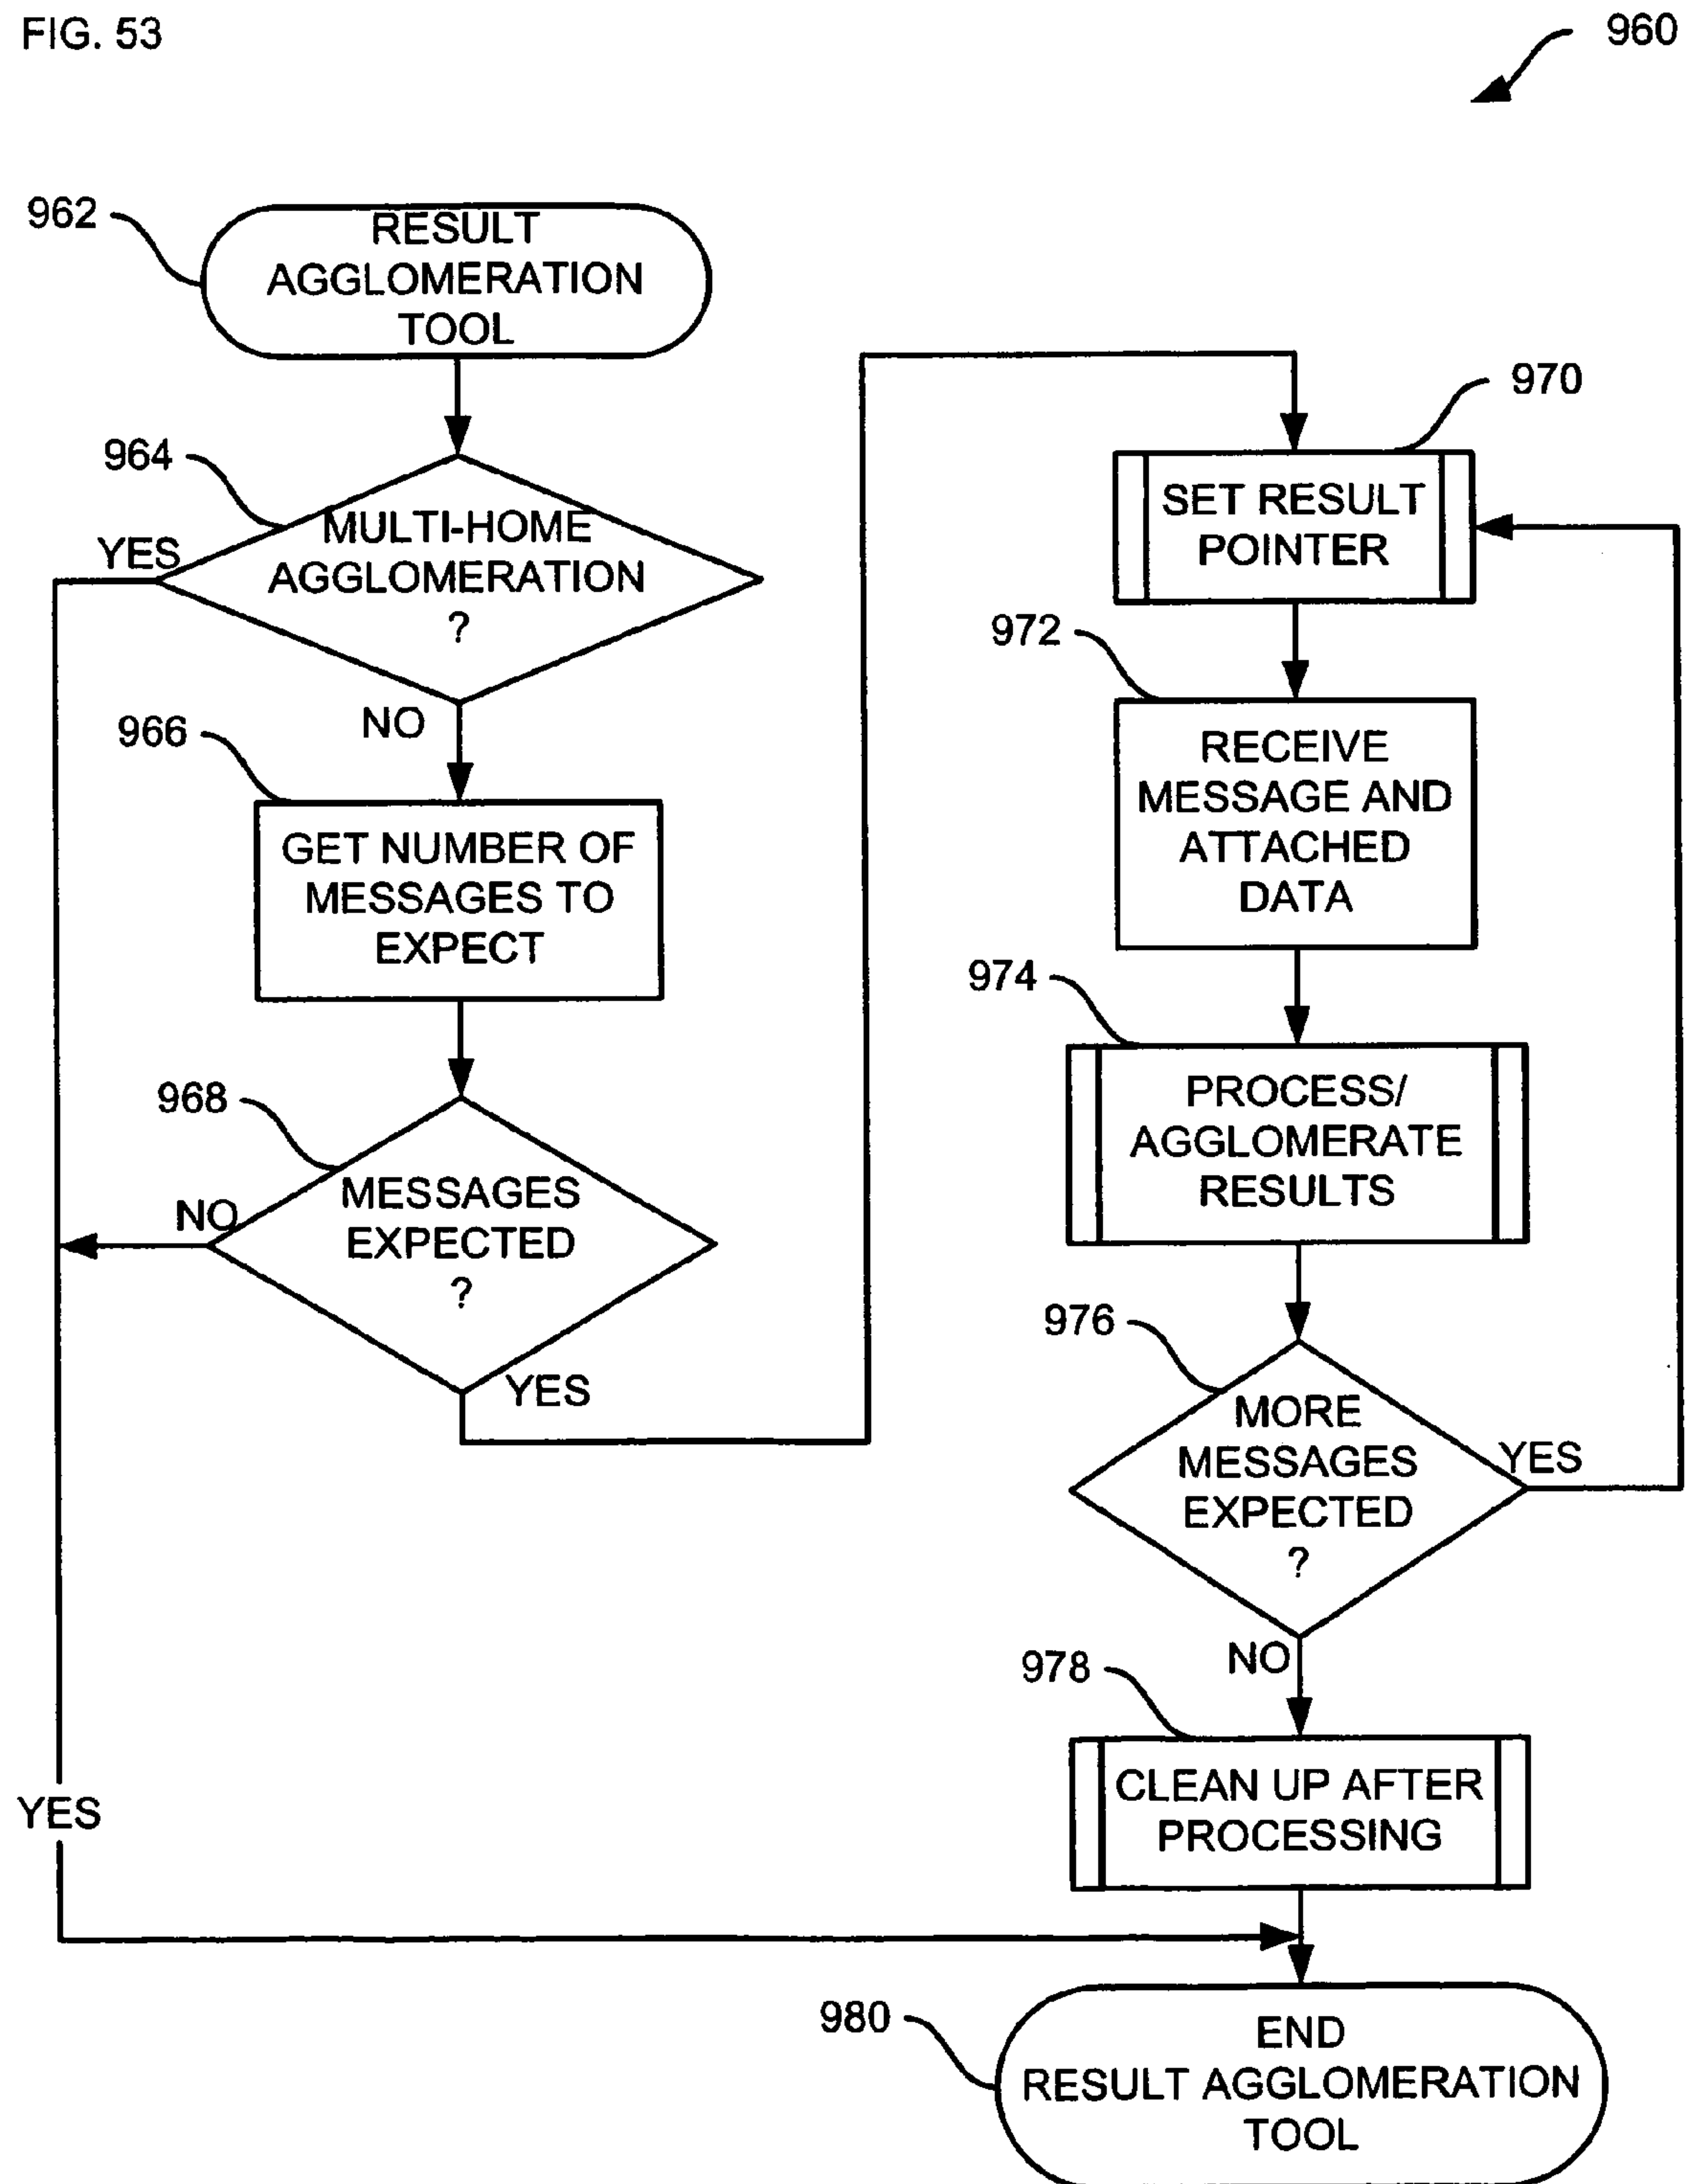 FIG. 53
960
962
RESULT
AGGLOMERATION
TOOL
964
YES
MULTI-HOME
AGGLOMERATION
?
NO
966
GET NUMBER OF
MESSAGES TO
EXPECT
968
NO
MESSAGES
EXPECTED
?
YES
YES
970
SET RESULT
POINTER
972
RECEIVE
MESSAGE AND
ATTACHED
DATA
974
PROCESS/
AGGLOMERATE
RESULTS
976
MORE
MESSAGES
EXPECTED
?
YES
NO
978
CLEAN UP AFTER
PROCESSING
980
END
RESULT AGGLOMERATION
TOOL